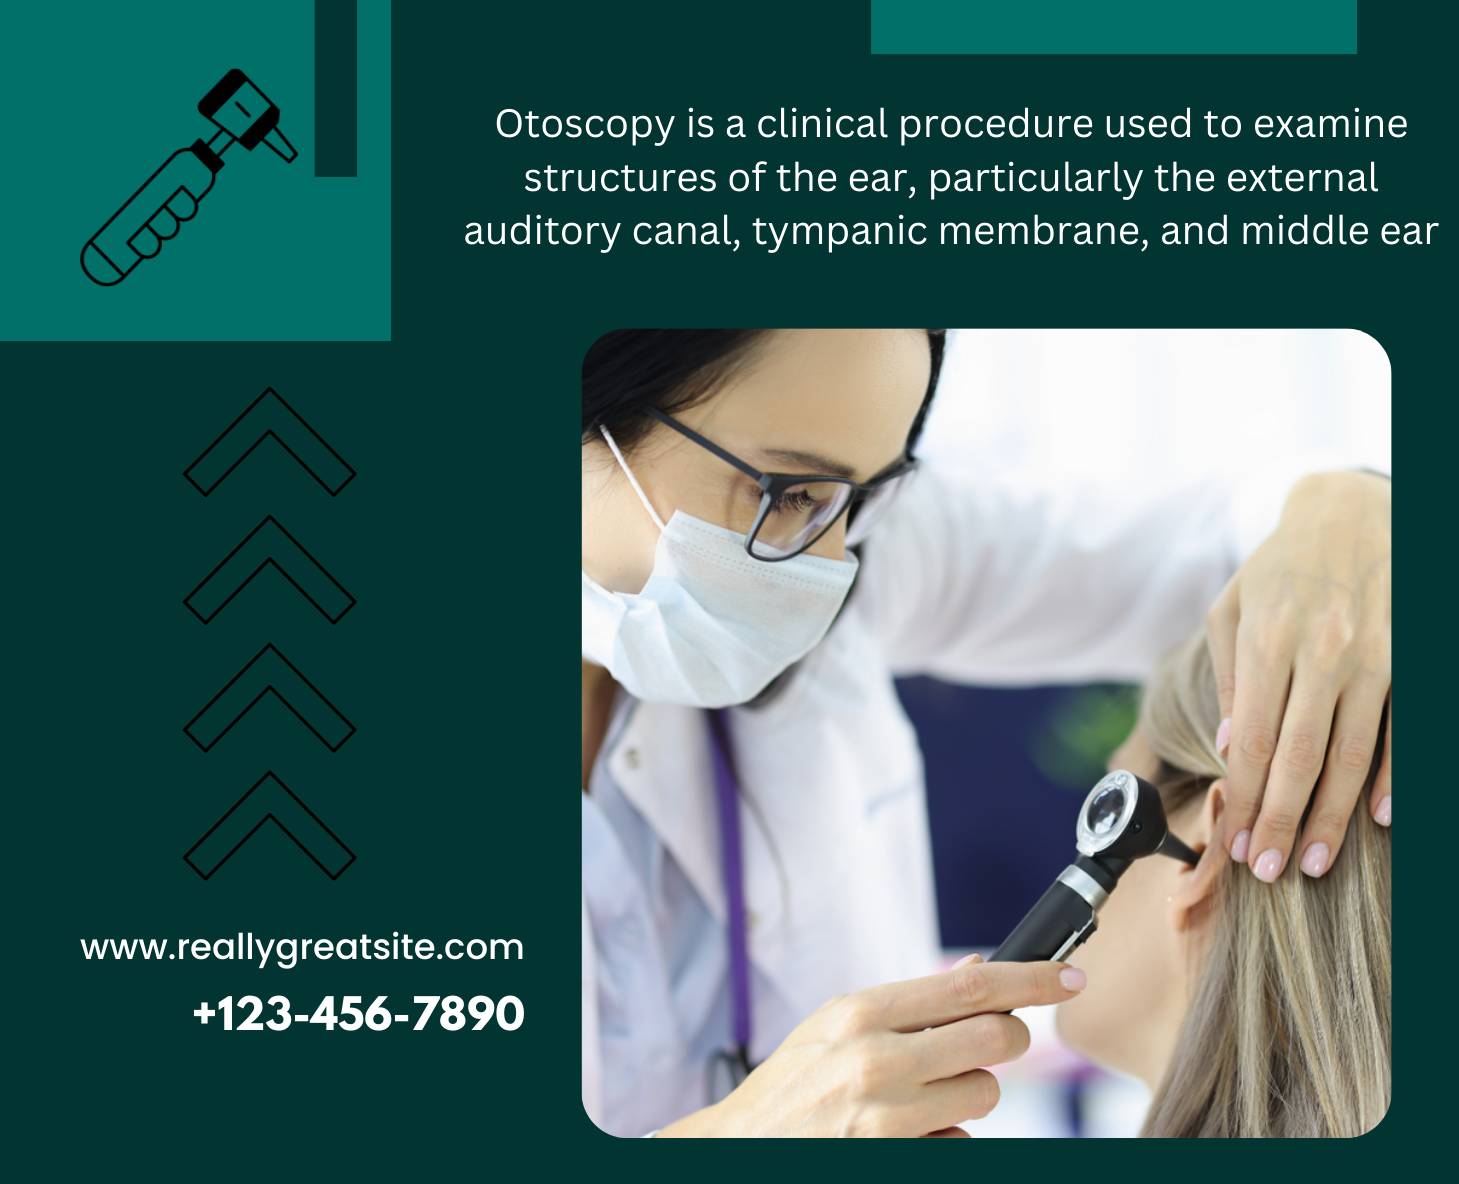 Otoscopy is a clinical procedure used to examine
structures of the ear, particularly the external
auditory canal, tympanic membrane, and middle ear
www.reallygreatsite.com
+123-456-7890